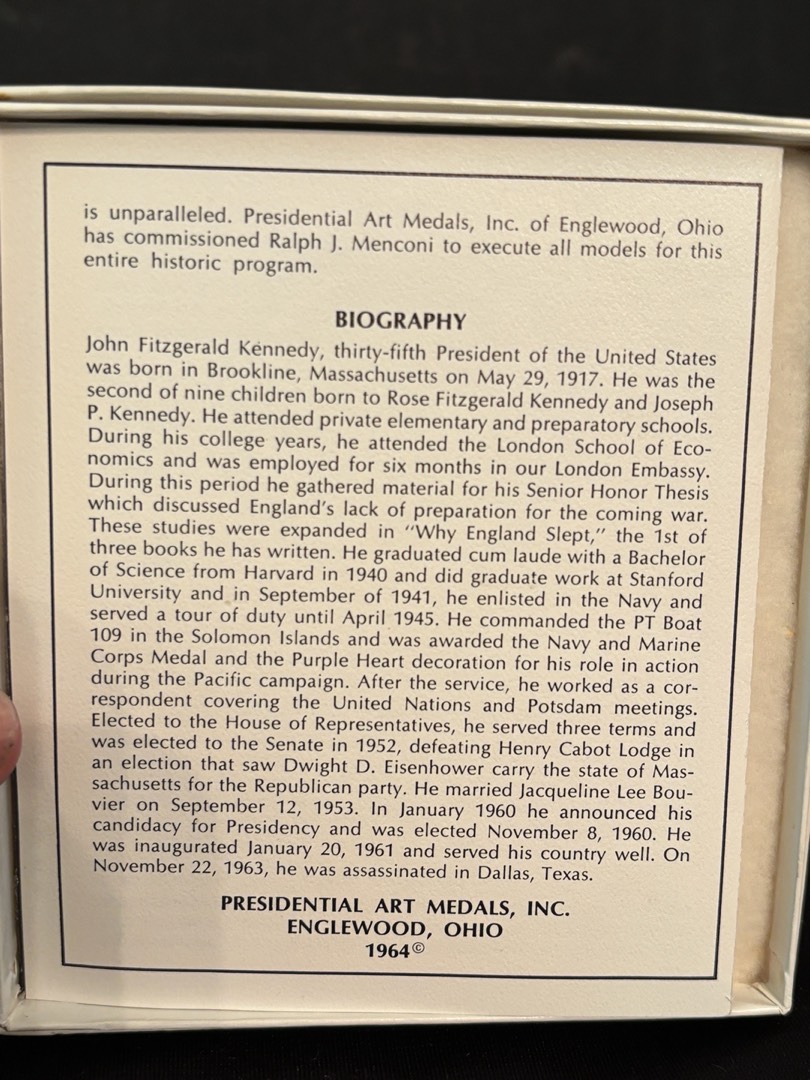 is unparalleled. Presidential Art Medals, Inc. of Englewood, Ohio
has commissioned Ralph J. Menconi to execute all models for this
entire historic program.
BIOGRAPHY
John Fitzgerald Kennedy, thirty-fifth President of the United States
was born in Brookline, Massachusetts on May 29, 1917. He was the
second of nine children born to Rose Fitzgerald Kennedy and Joseph
P. Kennedy. He attended private elementary and preparatory schools.
During his college years, he attended the London School of Eco-
nomics and was employed for six months in our London Embassy.
During this period he gathered material for his Senior Honor Thesis
which discussed England's lack of preparation for the coming war.
These studies were expanded in "Why England Slept," the 1st of
three books he has written. He graduated cum laude with a Bachelor
of Science from Harvard in 1940 and did graduate work at Stanford
University and in September of 1941, he enlisted in the Navy and
served a tour of duty until April 1945. He commanded the PT Boat
109 in the Solomon Islands and was awarded the Navy and Marine
Corps Medal and the Purple Heart decoration for his role in action
during the Pacific campaign. After the service, he worked as a cor-
respondent covering the United Nations and Potsdam meetings.
Elected to the House of Representatives, he served three terms and
was elected to the Senate in 1952, defeating Henry Cabot Lodge in
an election that saw Dwight D. Eisenhower carry the state of Mas-
sachusetts for the Republican party. He married Jacqueline Lee Bou-
vier on September 12, 1953. In January 1960 he announced his
candidacy for Presidency and was elected November 8, 1960. He
was inaugurated January 20, 1961 and served his country well. On
November 22, 1963, he was assassinated in Dallas, Texas.
PRESIDENTIAL ART MEDALS, INC.
ENGLEWOOD, OHIO
1964©